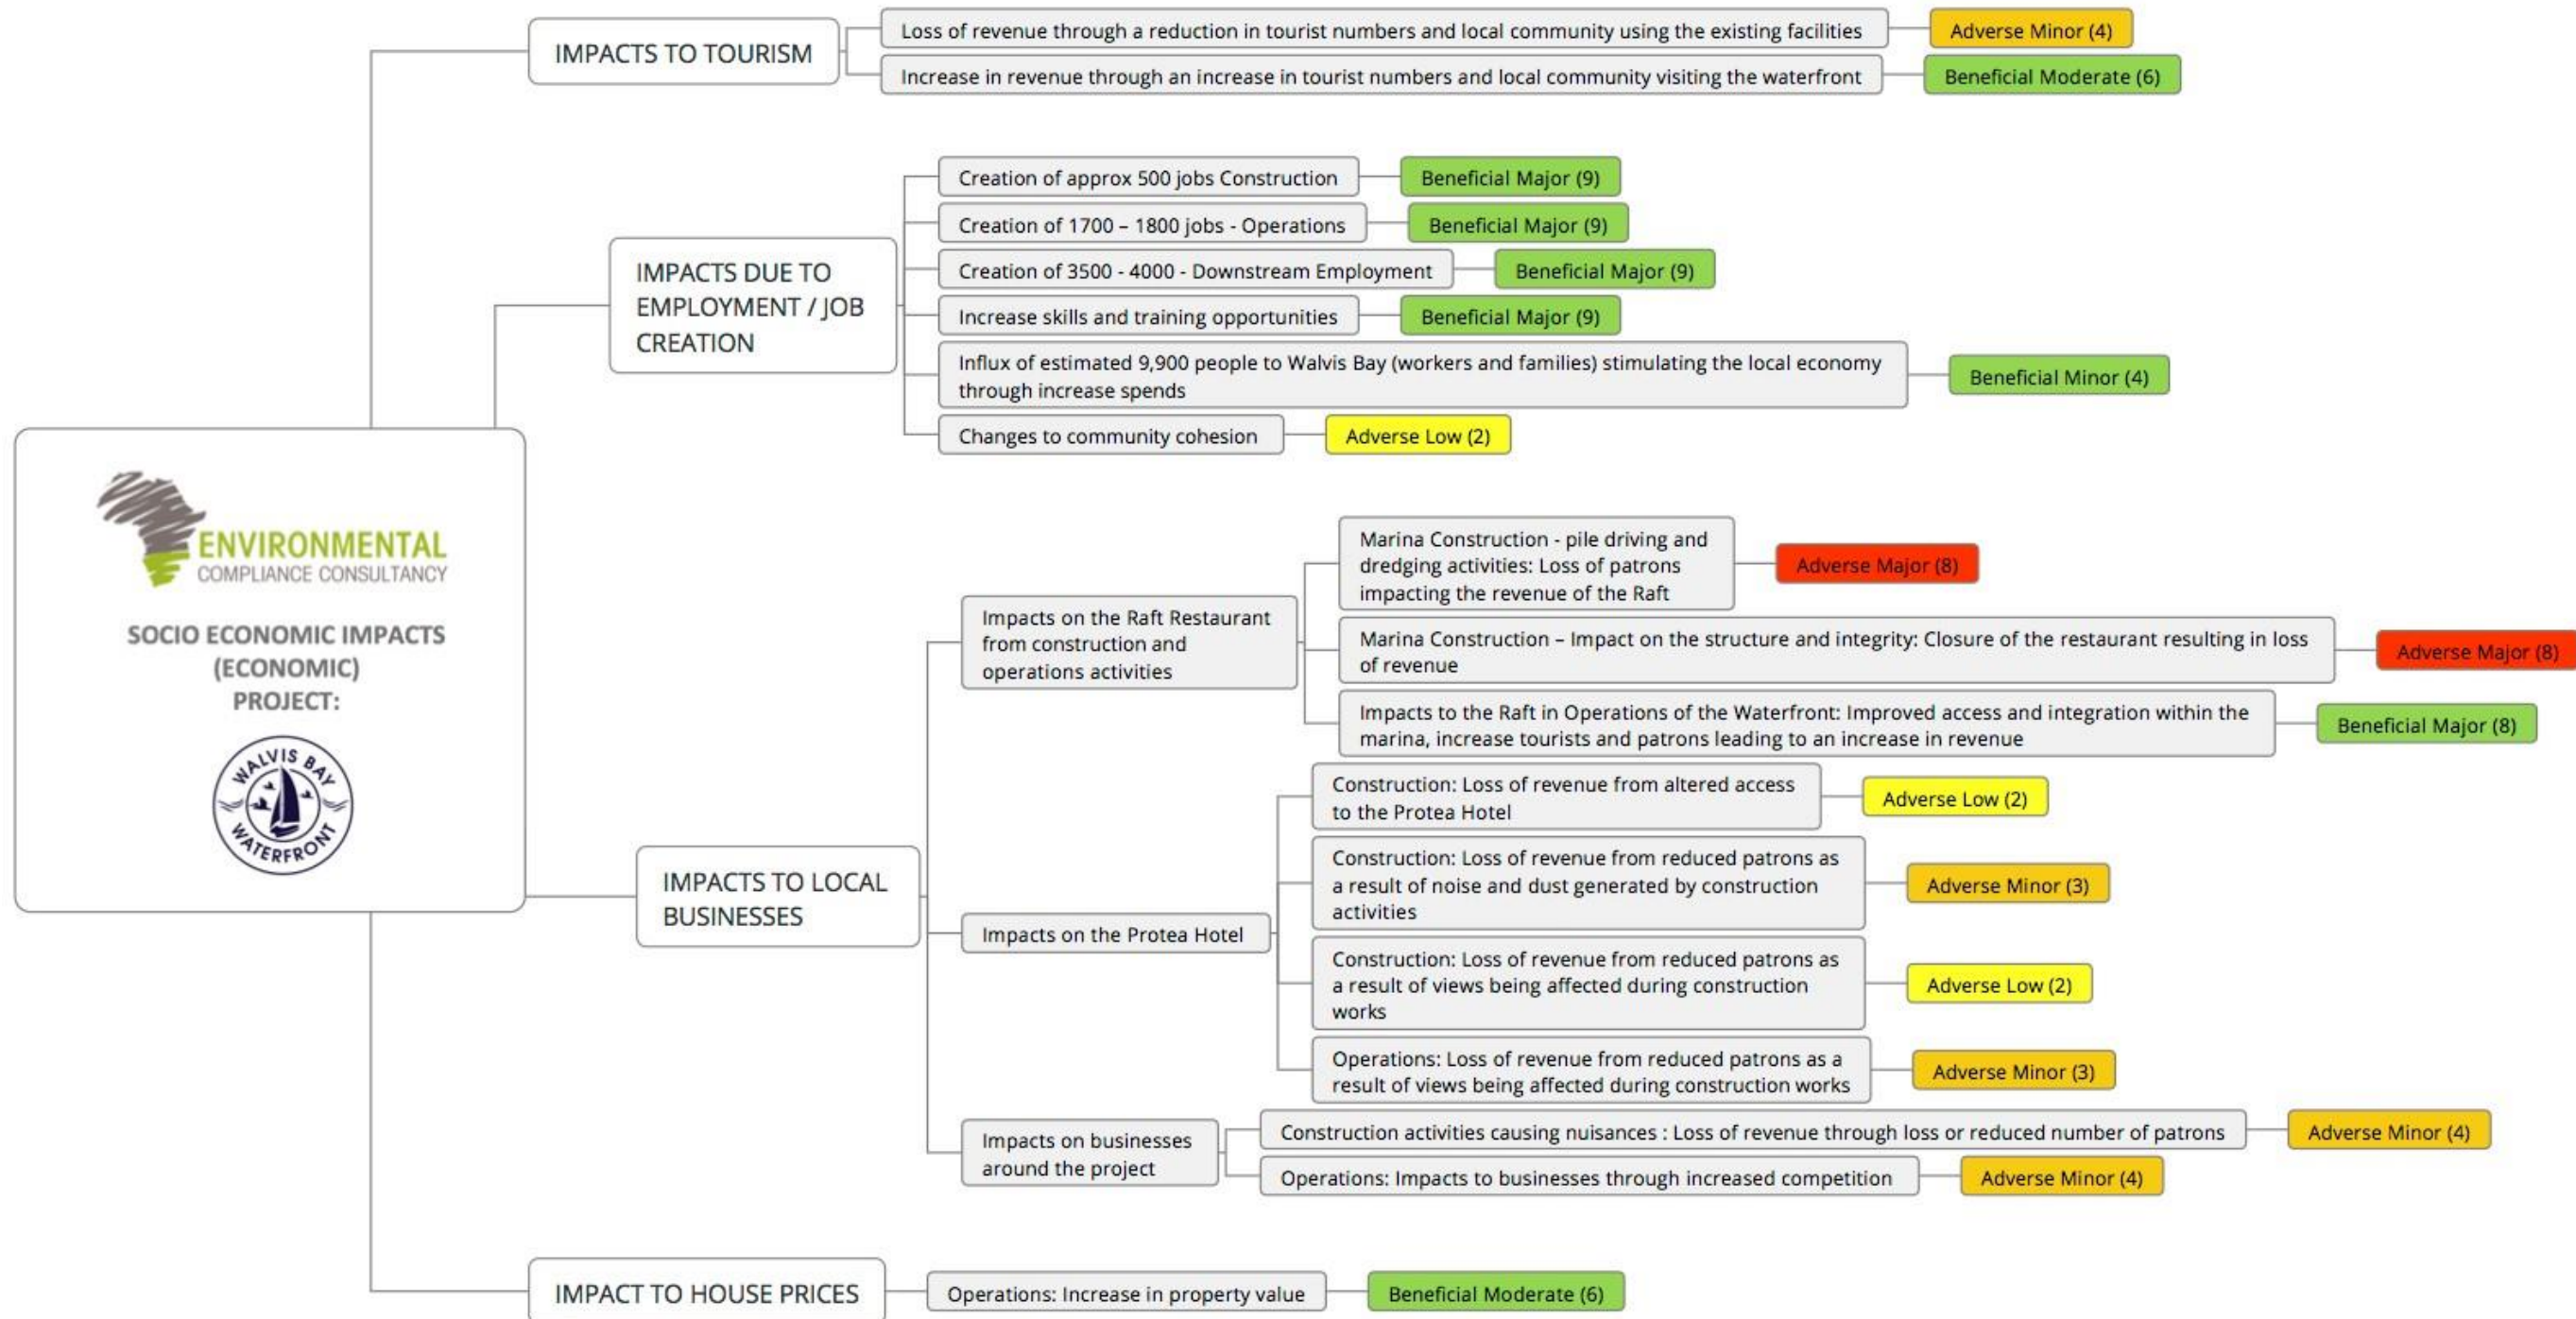 ENVIRONMENTAL
COMPLIANCE CONSULTANCY
SOCIO ECONOMIC IMPACTS
(ECONOMIC)
PROJECT:
WALVIS BAY
WATERFRONT
IMPACTS TO TOURISM
Loss of revenue through a reduction in tourist numbers and local community using the existing facilities
Adverse Minor (4)
Increase in revenue through an increase in tourist numbers and local community visiting the waterfront
Beneficial Moderate (6)
IMPACTS DUE TO
EMPLOYMENT / JOB
CREATION
Creation of approx 500 jobs Construction
Beneficial Major (9)
Creation of 1700 – 1800 jobs - Operations
Beneficial Major (9)
Creation of 3500 - 4000 - Downstream Employment
Beneficial Major (9)
Increase skills and training opportunities
Beneficial Major (9)
Influx of estimated 9,900 people to Walvis Bay (workers and families) stimulating the local economy
through increase spends
Beneficial Minor (4)
Changes to community cohesion
Adverse Low (2)
IMPACTS TO LOCAL
BUSINESSES
Impacts on the Raft Restaurant
from construction and
operations activities
Marina Construction - pile driving and
dredging activities: Loss of patrons
impacting the revenue of the Raft
Adverse Major (8)
Marina Construction – Impact on the structure and integrity: Closure of the restaurant resulting in loss
of revenue
Adverse Major (8)
Impacts to the Raft in Operations of the Waterfront: Improved access and integration within the
marina, increase tourists and patrons leading to an increase in revenue
Beneficial Major (8)
Impacts on the Protea Hotel
Construction: Loss of revenue from altered access
to the Protea Hotel
Adverse Low (2)
Construction: Loss of revenue from reduced patrons as
a result of noise and dust generated by construction
activities
Adverse Minor (3)
Construction: Loss of revenue from reduced patrons as
a result of views being affected during construction
works
Adverse Low (2)
Operations: Loss of revenue from reduced patrons as a
result of views being affected during construction works
Adverse Minor (3)
Impacts on businesses
around the project
Construction activities causing nuisances : Loss of revenue through loss or reduced number of patrons
Adverse Minor (4)
Operations: Impacts to businesses through increased competition
Adverse Minor (4)
IMPACT TO HOUSE PRICES
Operations: Increase in property value
Beneficial Moderate (6)